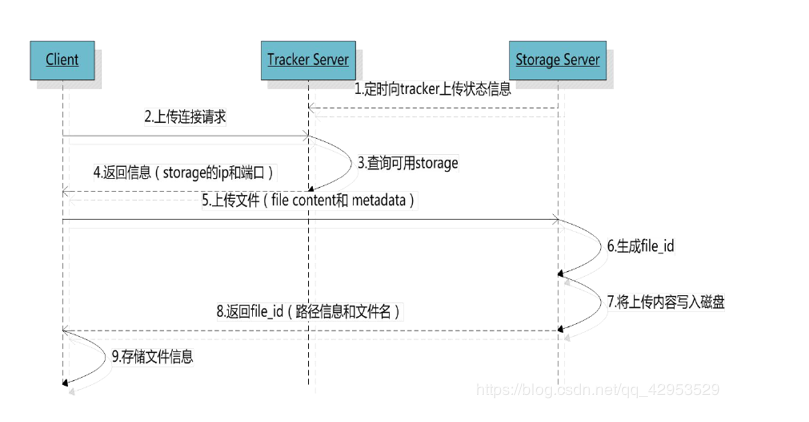 Client
Tracker Server
Storage Server
1.定时向tracker上传状态信息
2.上传连接请求
3.查询可用storage
4.返回信息（storage的ip和端口）
5.上传文件（file content和 metadata）
6.生成file_id
7.将上传内容写入磁盘
8.返回file_id（路径信息和文件名）
9.存储文件信息
https://blog.csdn.net/qq_42953529